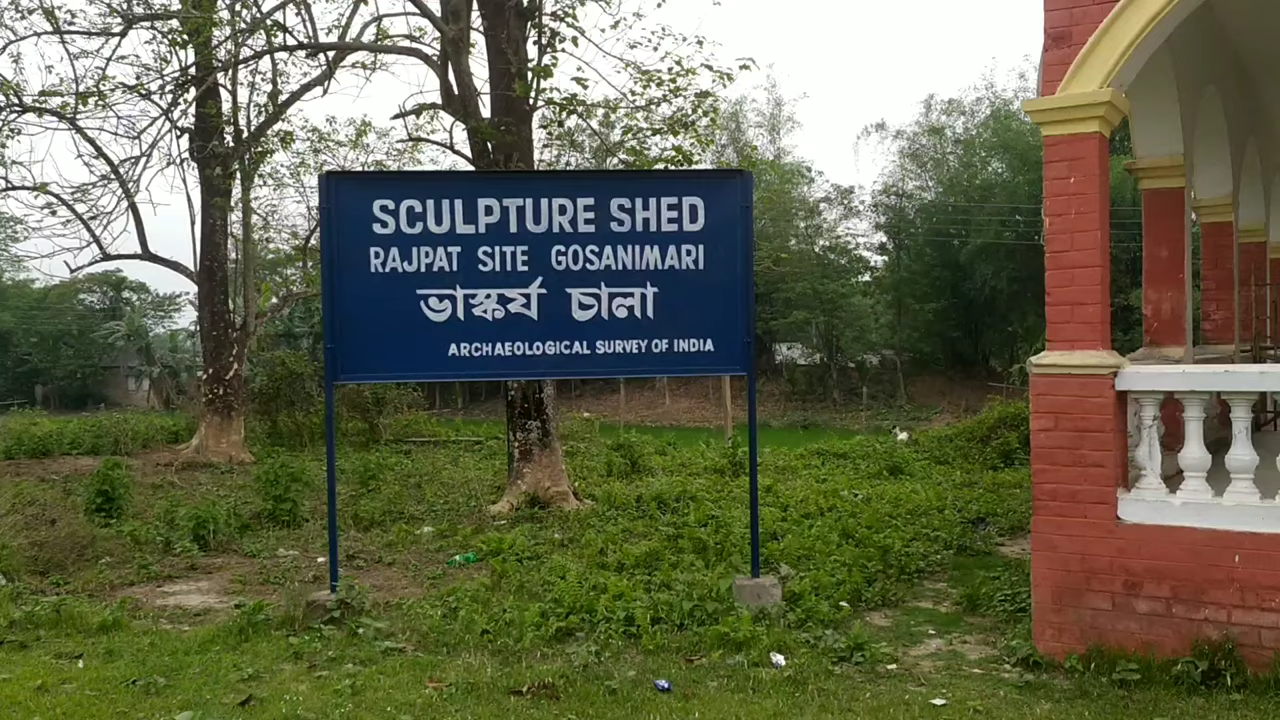 SCULPTURE SHED
RAJPAT SITE GOSANIMARI
ভাস্কর্য চালা
ARCHAEOLOGICAL SURVEY OF INDIA